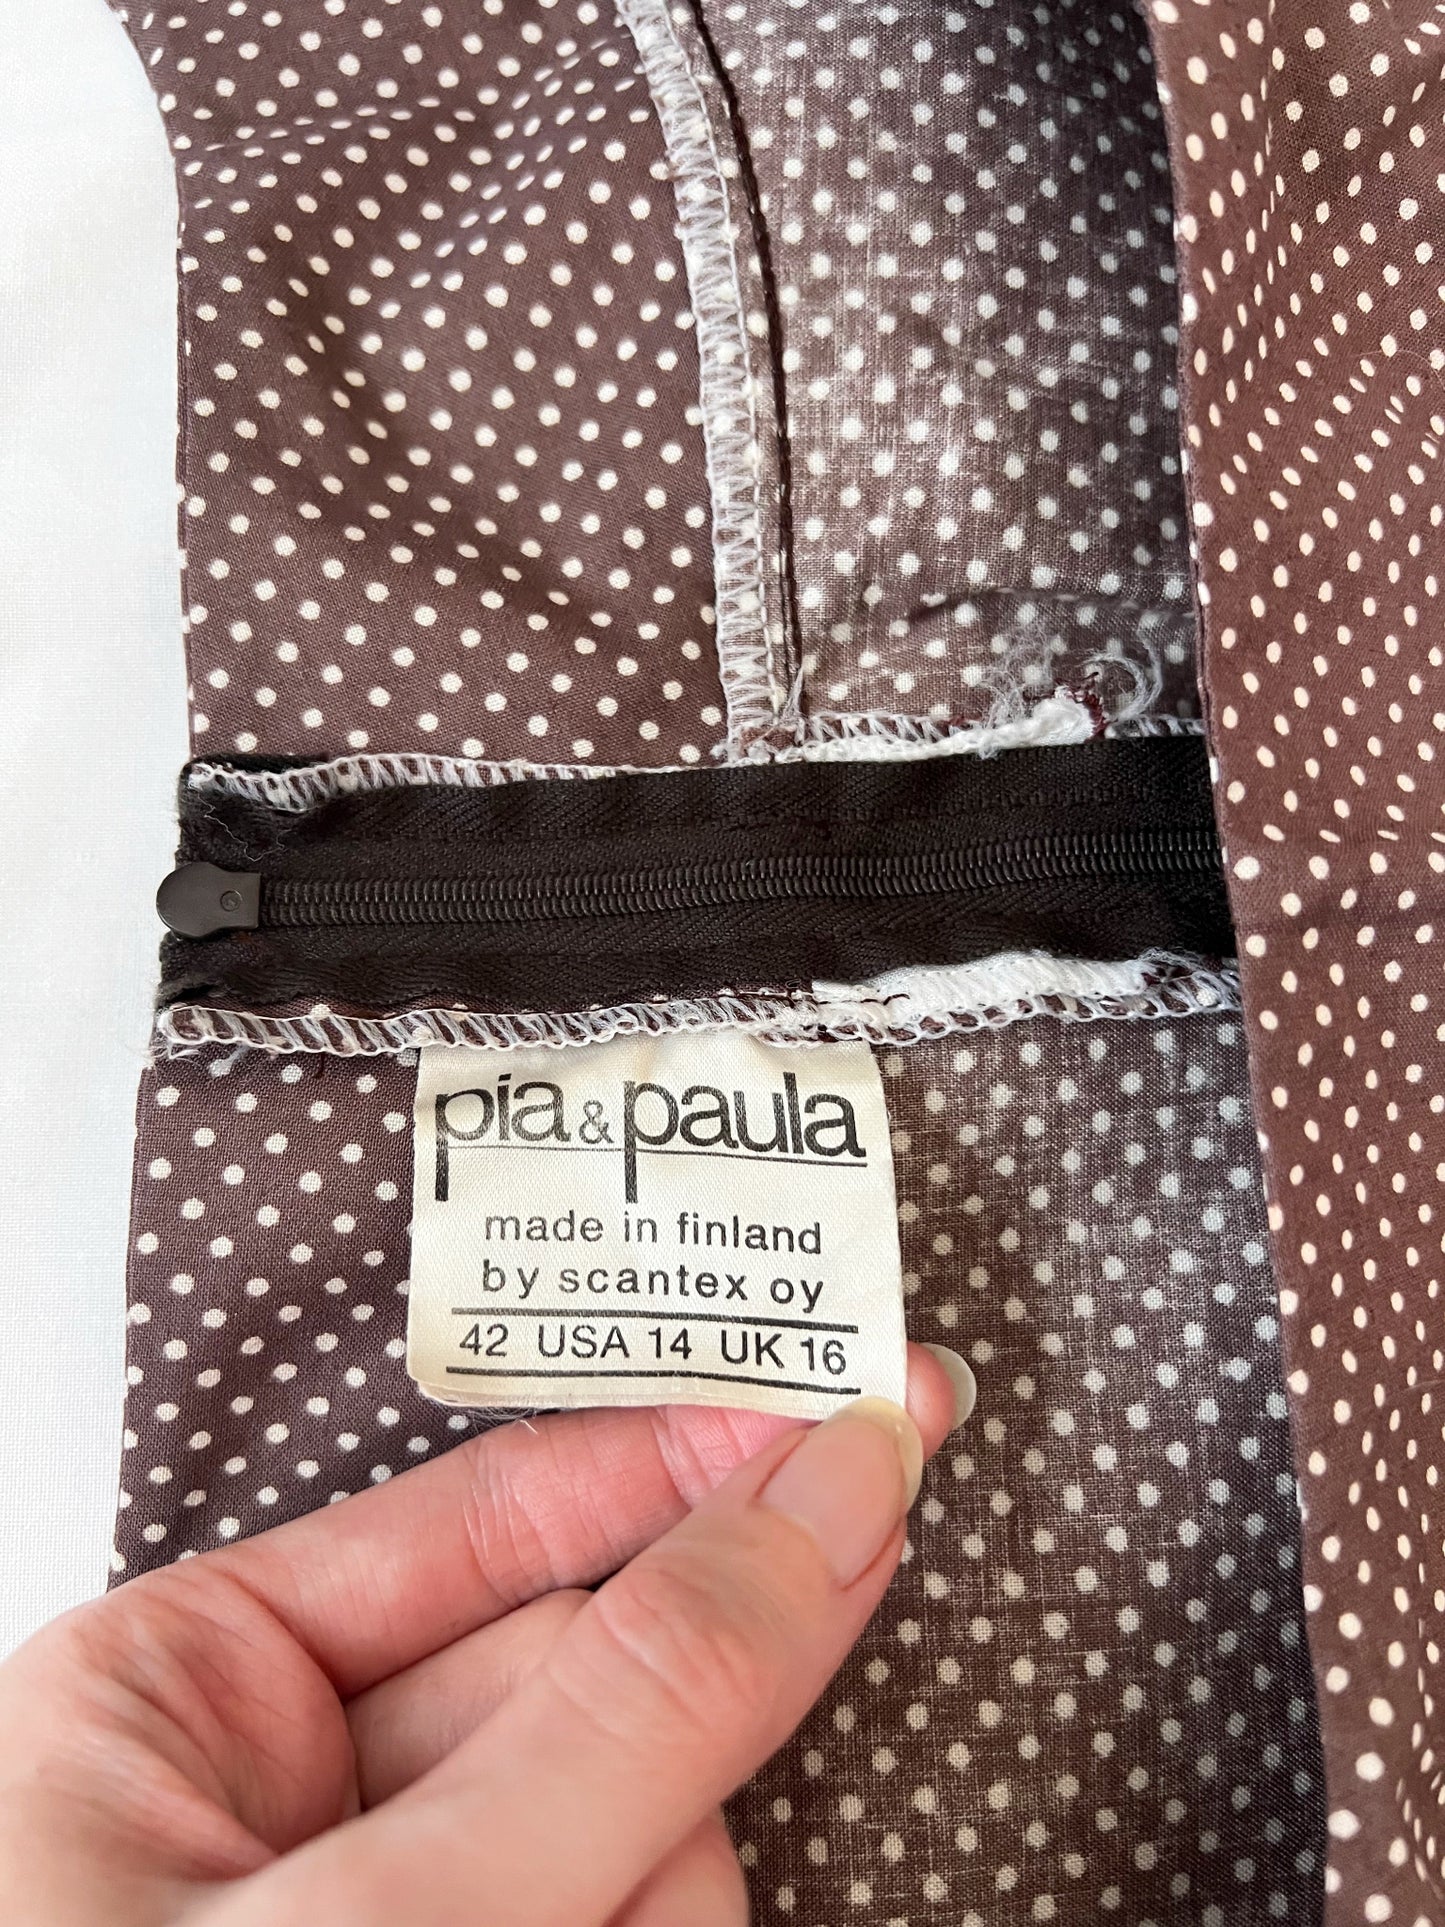 pia & paula
made in finland
by scantex oy
42 USA 14 UK 16